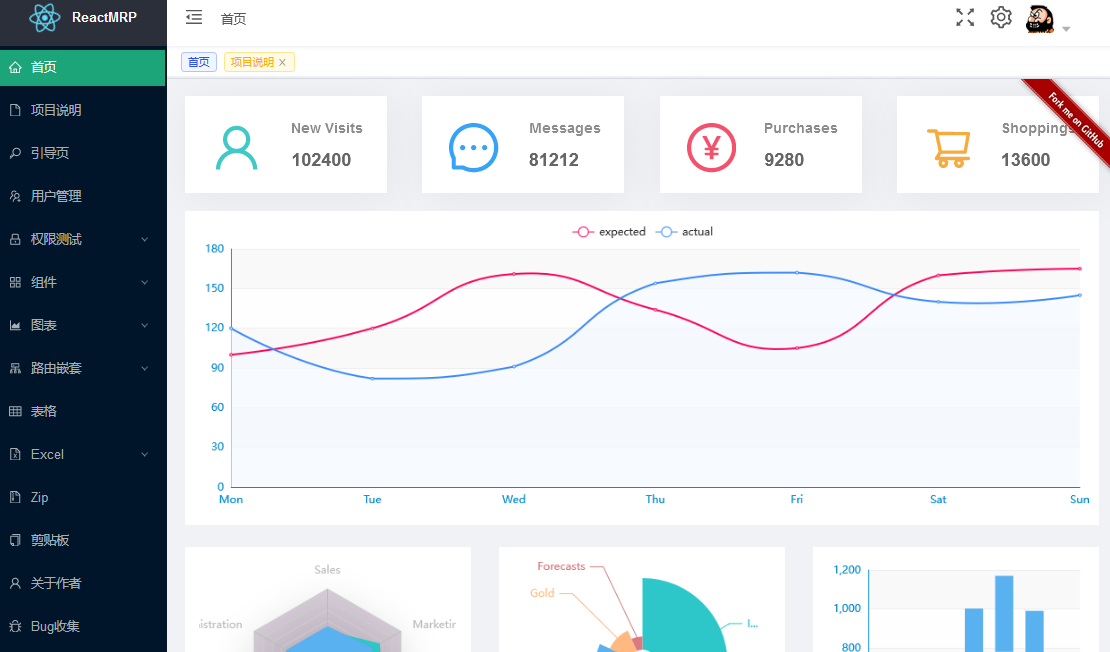 ReactMRP
首页
首页
项目说明
引导页
用户管理
权限测试
组件
图表
路由嵌套
表格
Excel
Zip
剪贴板
关于作者
Bug收集
首页 项目说明
Fork me on GitHub
New Visits
102400
Messages
81212
Purchases
9280
Shoppings
13600
expected actual
180
150
120
90
60
30
0
Mon Tue Wed Thu Fri Sat Sun
Sales
istration
Marketir
Forecasts
Gold
I...
1,200
1,000
800